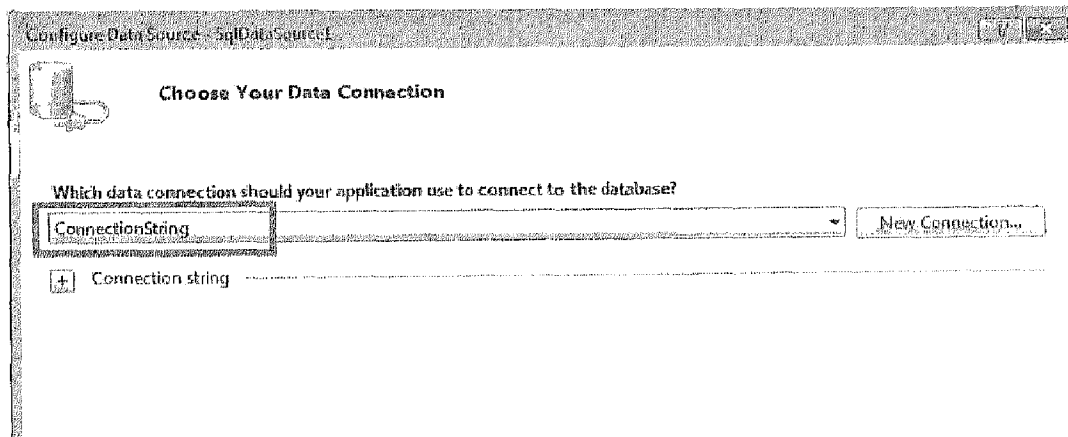 Configure Data Source - SqlDataSource1
Choose Your Data Connection
Which data connection should your application use to connect to the database?
ConnectionString
New Connection...
+ Connection string